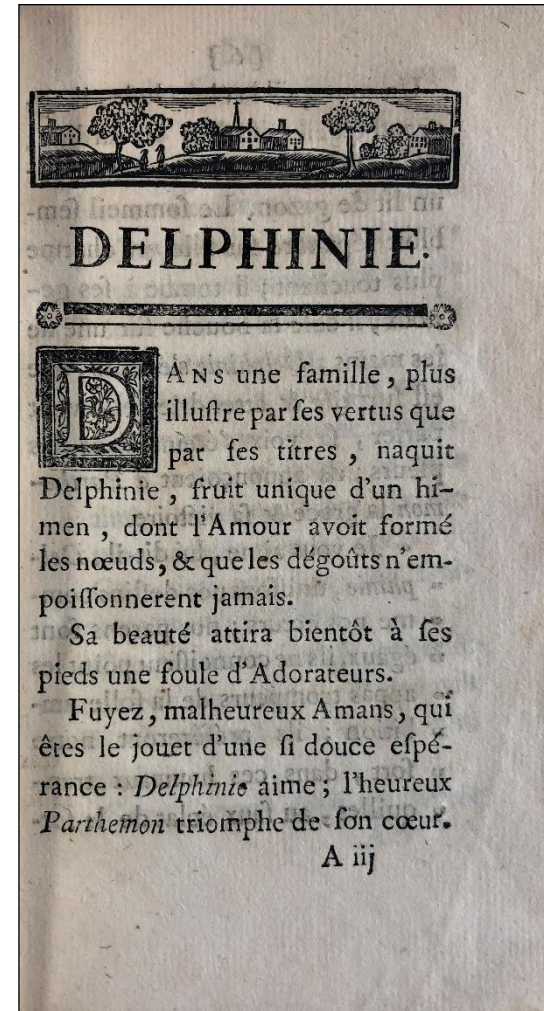 DELPHINIE.
DANS une famille, plus
illuſtre par ſes vertus que
par ſes titres, naquit
Delphinie, fruit unique d'un hi-
men, dont l'Amour avoit formé
les nœuds, & que les dégoûts n'em-
poiſſonnerent jamais.
Sa beauté attira bientôt à ſes
pieds une foule d'Adorateurs.
Fuyez, malheureux Amans, qui
êtes le jouet d'une ſi douce eſpé-
rance : Delphinie aime ; l'heureux
Parthemon triomphe de ſon cœur.
A iij